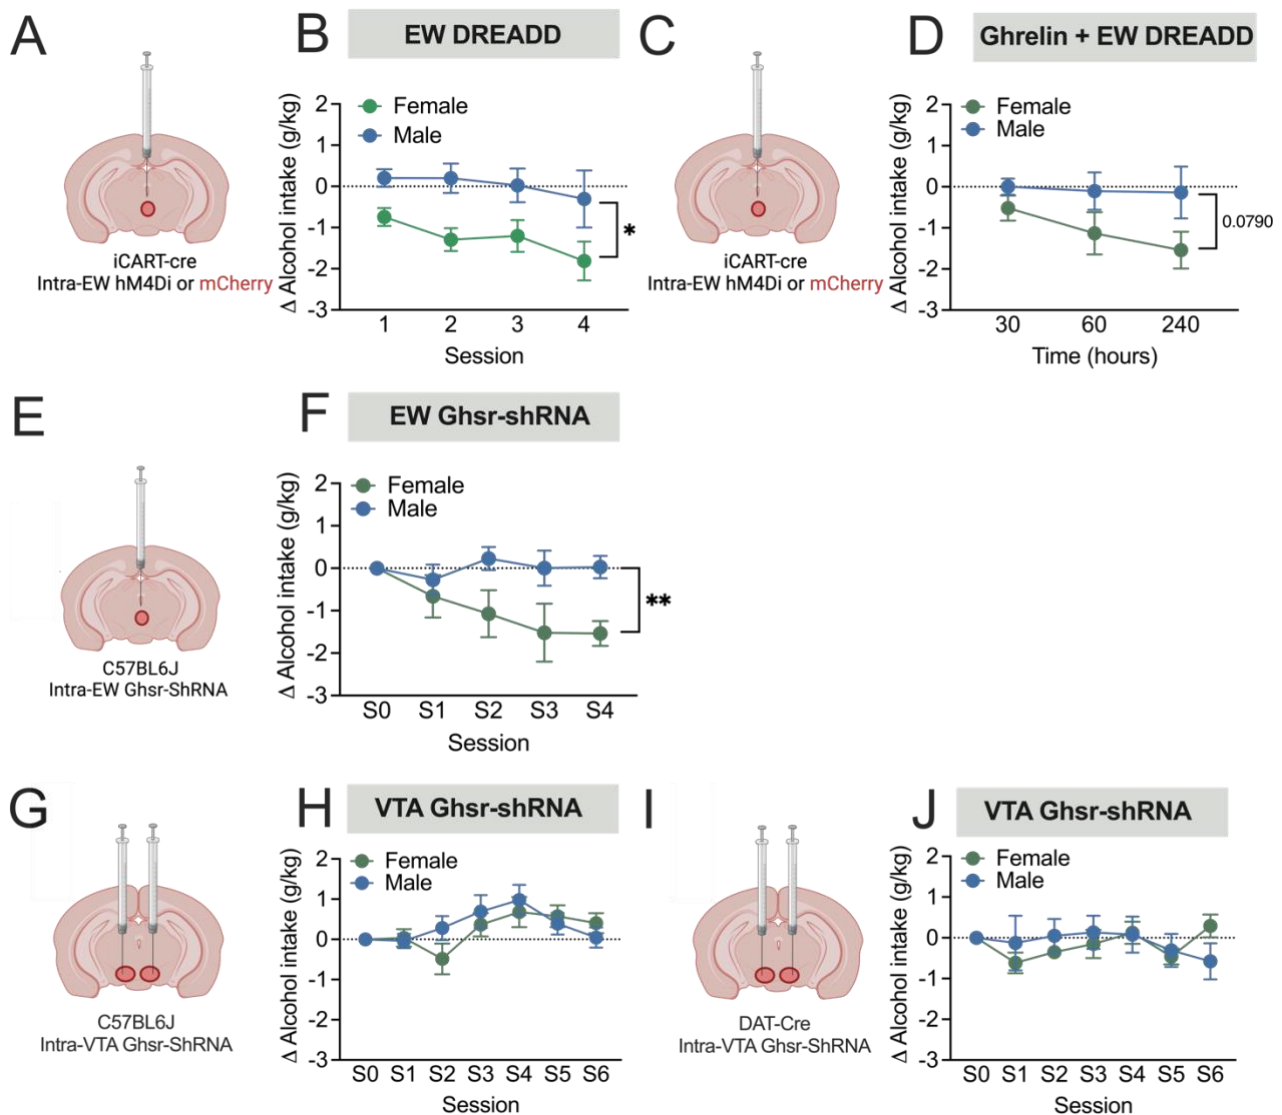 A
B
EW DREADD
C
D
Ghrelin + EW DREADD
iCART-cre
Intra-EW hM4Di or mCherry
Δ Alcohol intake (g/kg)
2
1
0
-1
-2
-3
Female
Male
*
1 2 3 4
Session
iCART-cre
Intra-EW hM4Di or mCherry
Δ Alcohol intake (g/kg)
2
1
0
-1
-2
-3
Female
Male
0.0790
30 60 240
Time (hours)
E
F
EW Ghsr-shRNA
C57BL6J
Intra-EW Ghsr-ShRNA
Δ Alcohol intake (g/kg)
2
1
0
-1
-2
-3
Female
Male
**
S0 S1 S2 S3 S4
Session
G
H
VTA Ghsr-shRNA
I
J
VTA Ghsr-shRNA
C57BL6J
Intra-VTA Ghsr-ShRNA
Δ Alcohol intake (g/kg)
2
1
0
-1
-2
-3
Female
Male
S0 S1 S2 S3 S4 S5 S6
Session
DAT-Cre
Intra-VTA Ghsr-ShRNA
Δ Alcohol intake (g/kg)
2
1
0
-1
-2
-3
Female
Male
S0 S1 S2 S3 S4 S5 S6
Session